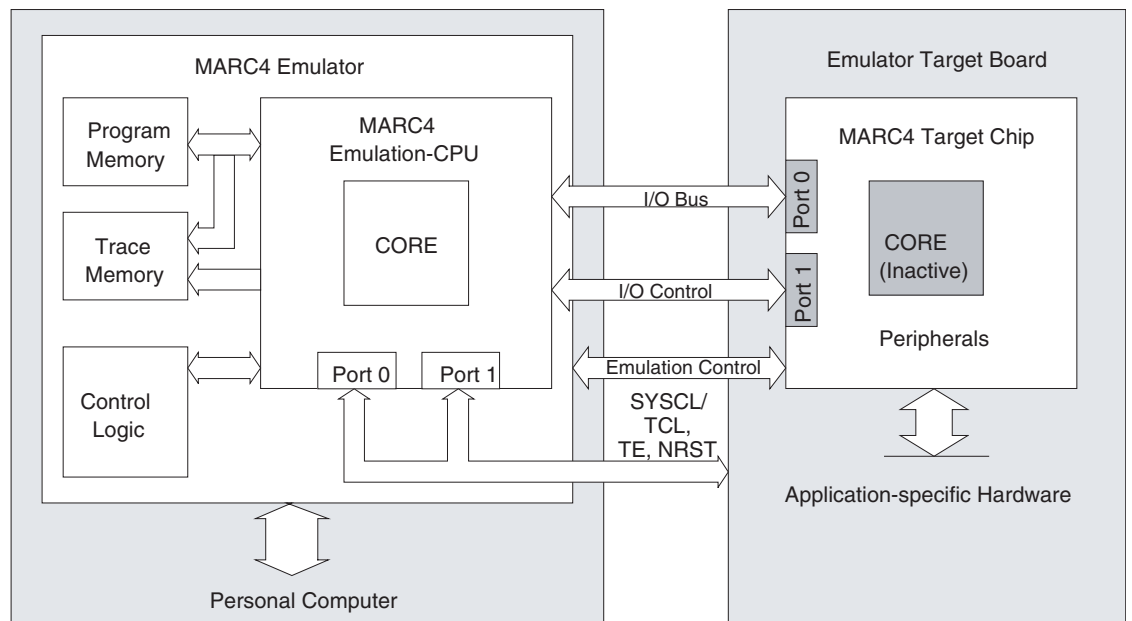 MARC4 Emulator
Program
Memory
Trace
Memory
Control
Logic
MARC4
Emulation-CPU
CORE
Port 0
Port 1
Personal Computer
I/O Bus
I/O Control
Emulation Control
SYSCL/
TCL,
TE, NRST
Emulator Target Board
MARC4 Target Chip
Port 0
Port 1
CORE
(Inactive)
Peripherals
Application-specific Hardware